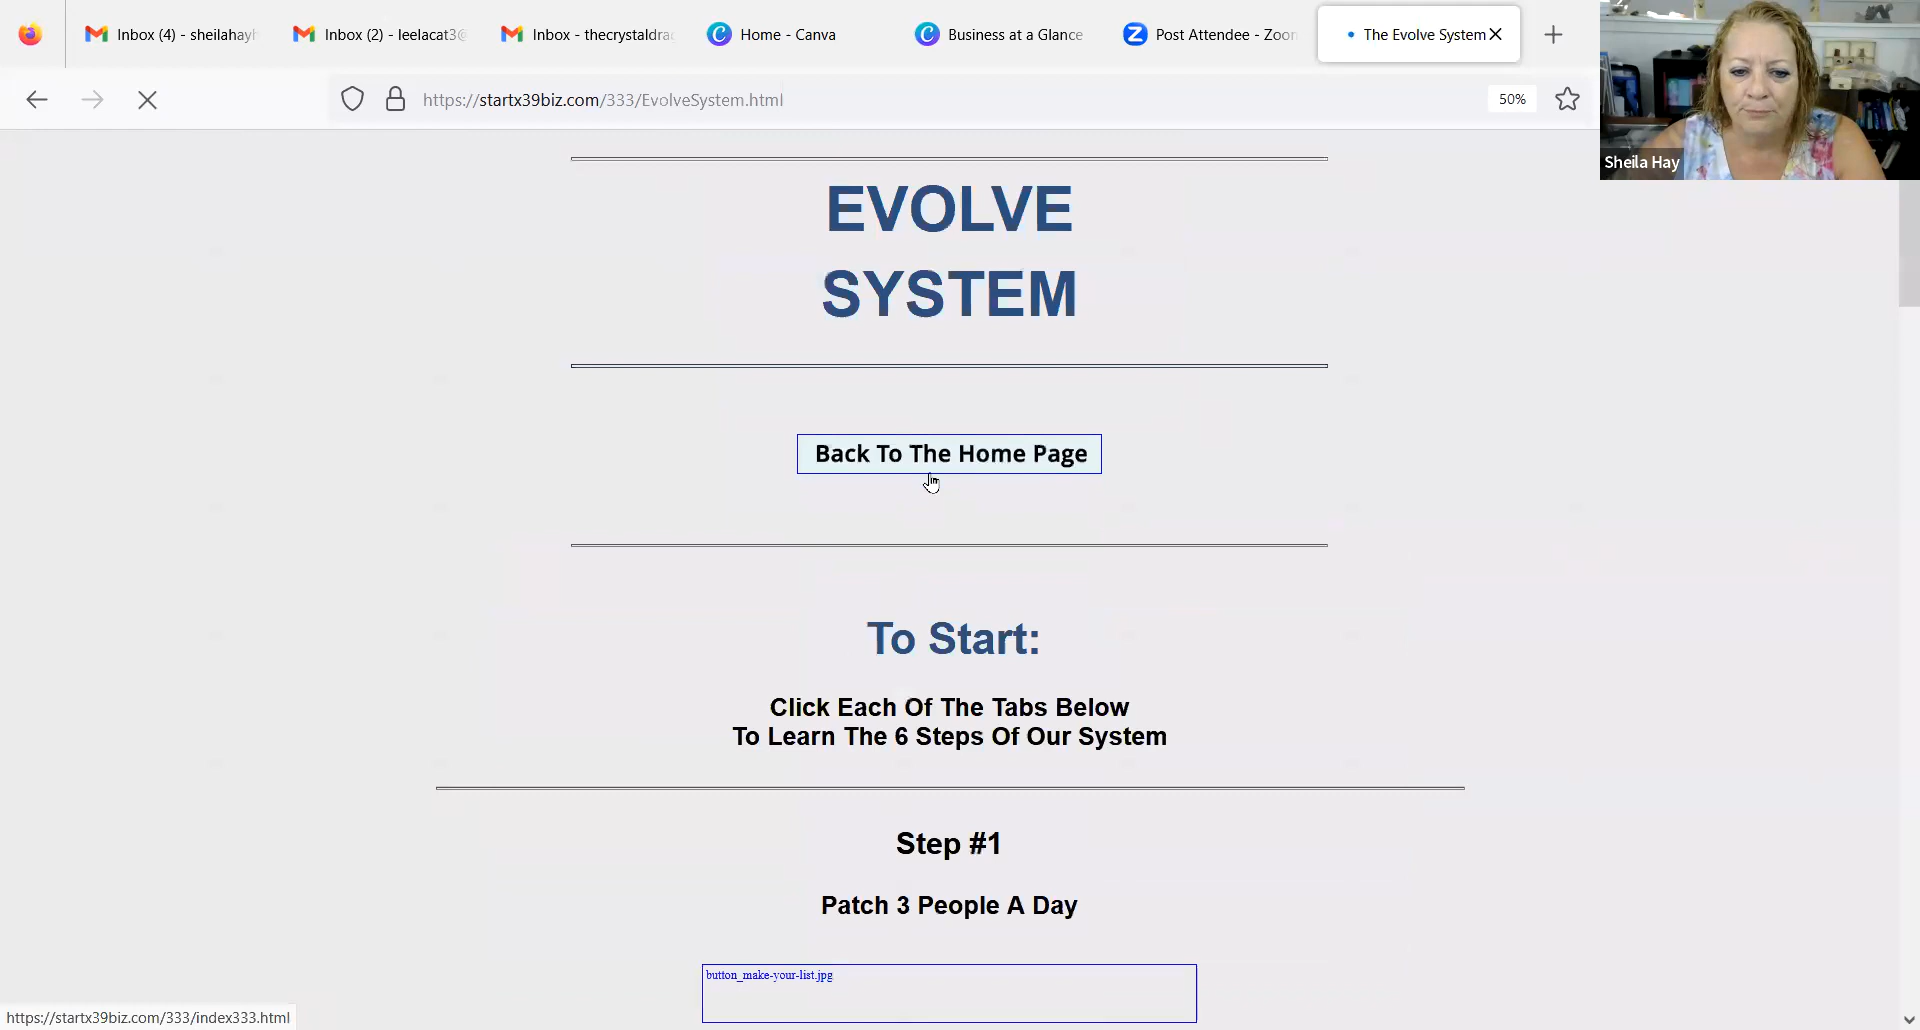 Inbox (4) - sheilahayh
Inbox (2) - leelacat3@
Inbox - thecrystaldra
Home - Canva
Business at a Glance
Post Attendee - Zoom
The Evolve System
https://startx39biz.com/333/EvolveSystem.html
50%
Sheila Hay
EVOLVE
SYSTEM
Back To The Home Page
To Start:
Click Each Of The Tabs Below
To Learn The 6 Steps Of Our System
Step #1
Patch 3 People A Day
button_make-your-list.jpg
https://startx39biz.com/333/index333.html